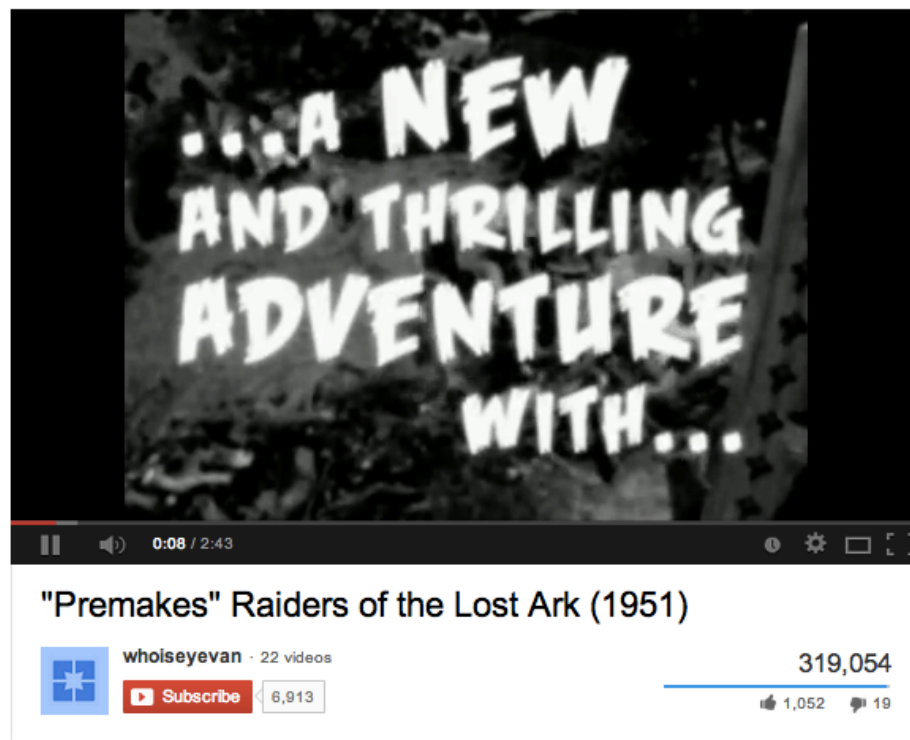 ...A NEW
AND THRILLING
ADVENTURE
WITH...
0:08 / 2:43
"Premakes" Raiders of the Lost Ark (1951)
whoiseyevan · 22 videos
319,054
Subscribe 6,913
1,052 19